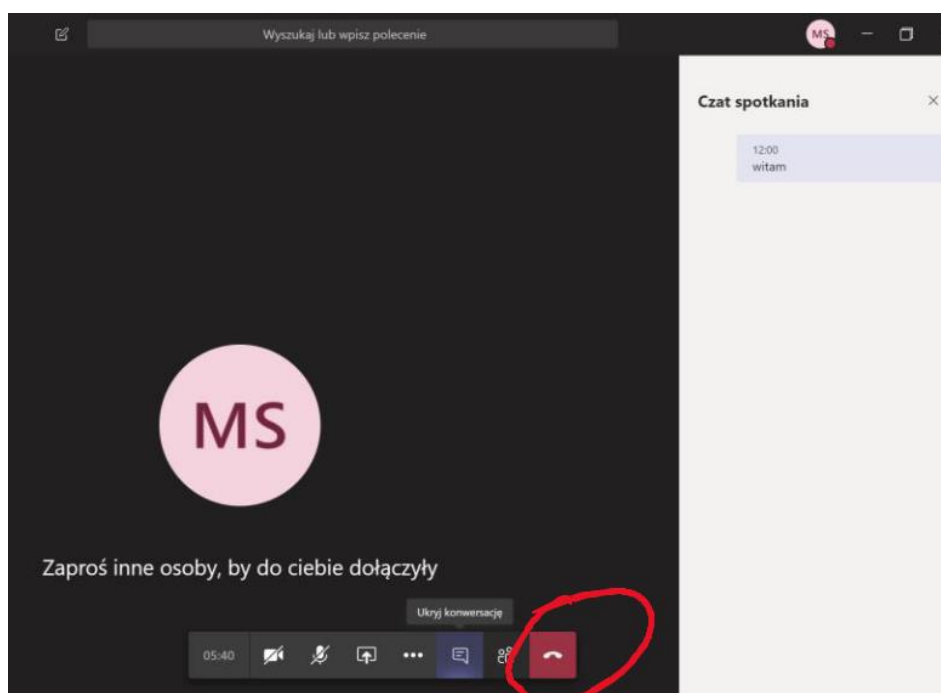 Wyszukaj lub wpisz polecenie
MS
Czat spotkania
12:00
witam
MS
Zaproś inne osoby, by do ciebie dołączyły
Ukryj konwersację
05:40